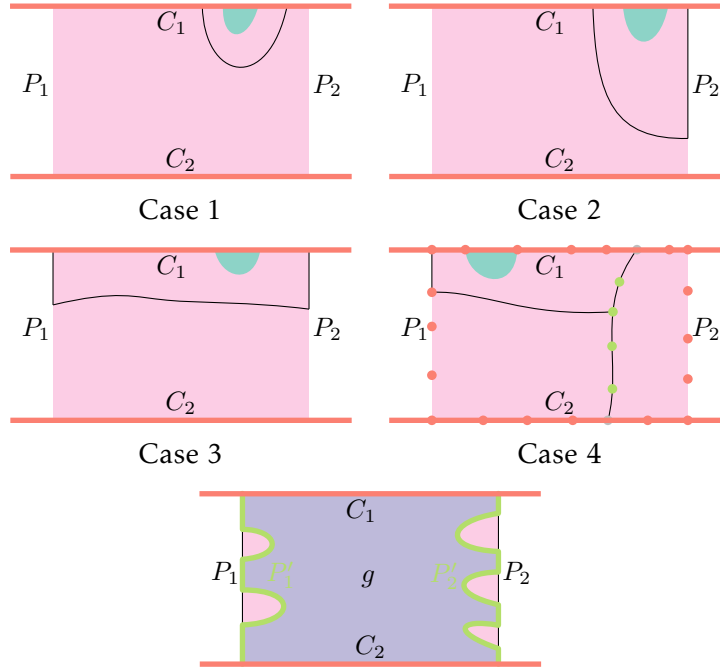 C₁
P₁ P₂
C₂
Case 1
C₁
P₁ P₂
C₂
Case 2
C₁
P₁ P₂
C₂
Case 3
C₁
P₁ P₂
C₂
Case 4
C₁
P₁ P₁″ g P₂
C₂